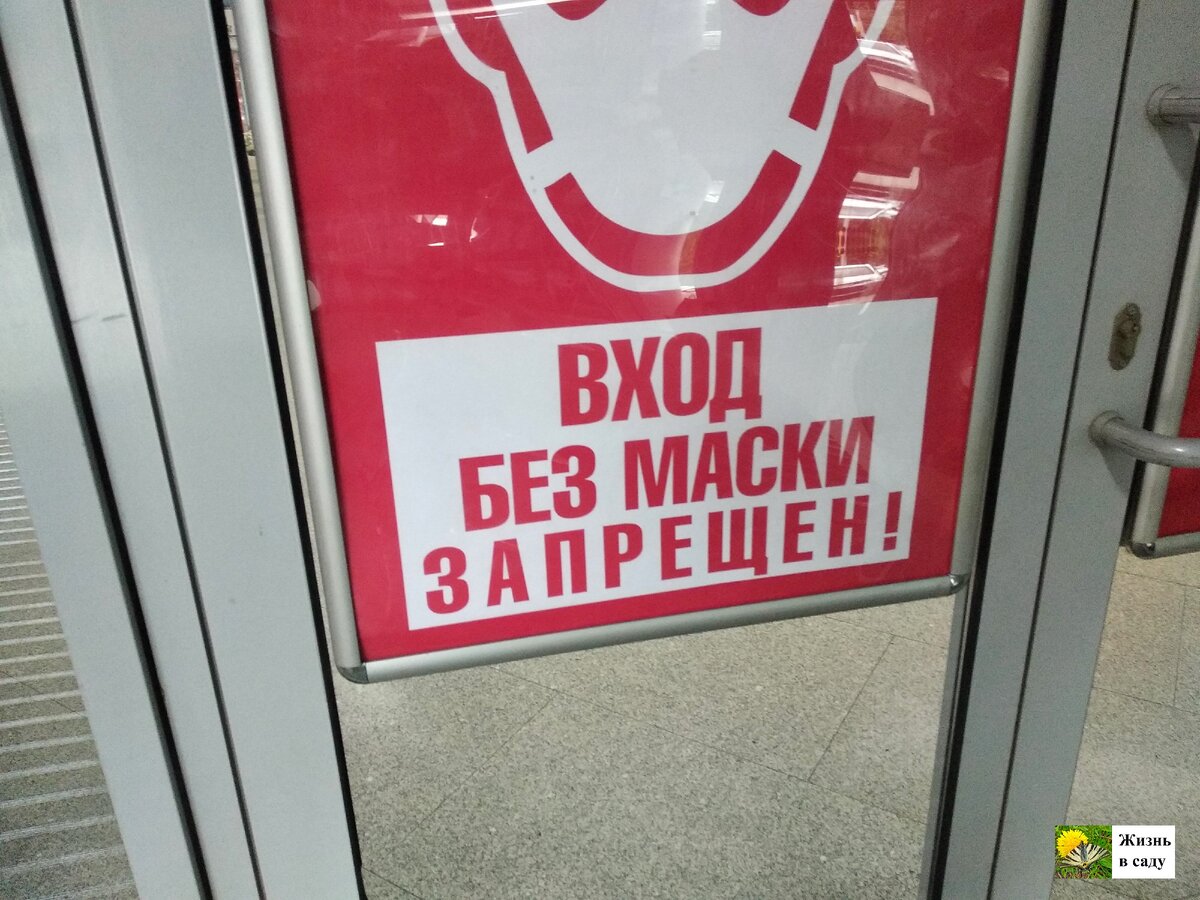 ВХОД
БЕЗ МАСКИ
ЗАПРЕЩЕН!
Жизнь
в саду